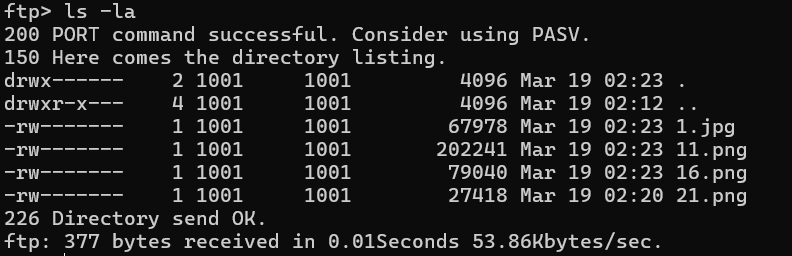 ftp> ls -la
200 PORT command successful. Consider using PASV.
150 Here comes the directory listing.
drwx------    2 1001     1001         4096 Mar 19 02:23 .
drwxr-x---    4 1001     1001         4096 Mar 19 02:12 ..
-rw-------    1 1001     1001        67978 Mar 19 02:23 1.jpg
-rw-------    1 1001     1001       202241 Mar 19 02:23 11.png
-rw-------    1 1001     1001        79040 Mar 19 02:23 16.png
-rw-------    1 1001     1001        27418 Mar 19 02:20 21.png
226 Directory send OK.
ftp: 377 bytes received in 0.01Seconds 53.86Kbytes/sec.